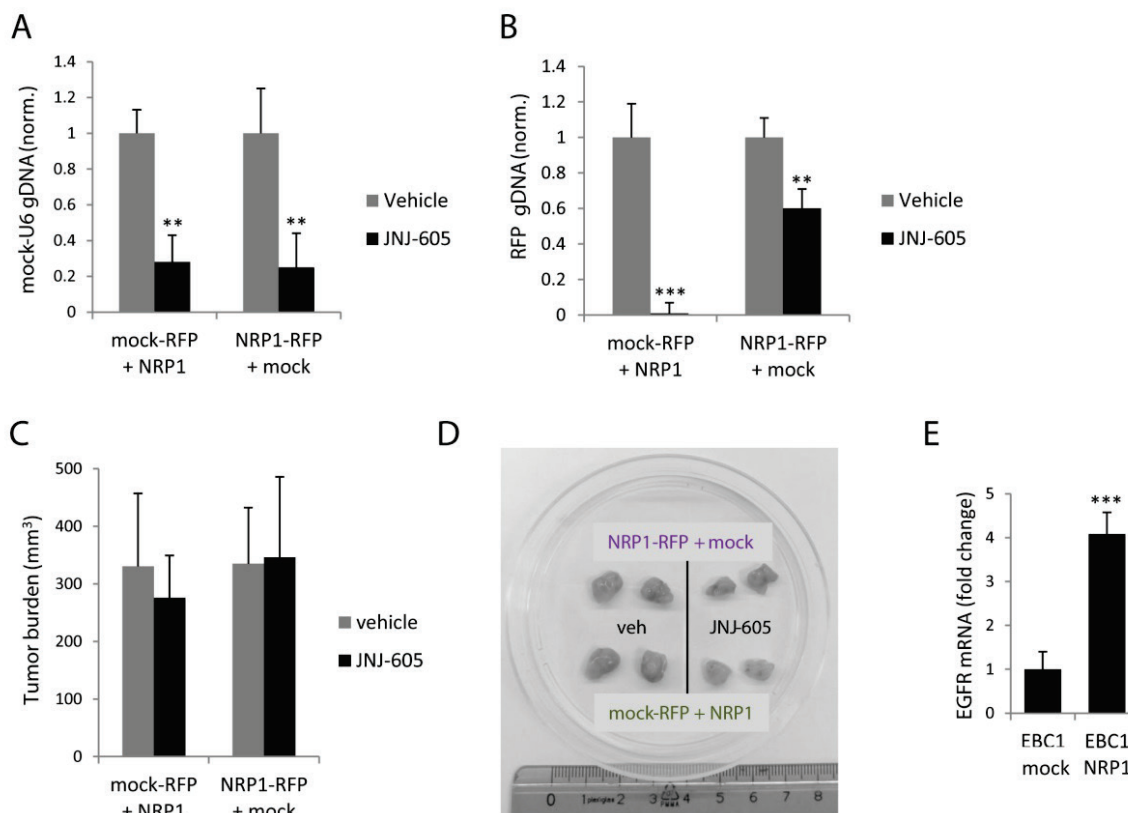 A
mock-U6 gDNA (norm.)
1.4
1.2
1
0.8
0.6
0.4
0.2
0
**
**
mock-RFP
+ NRP1
NRP1-RFP
+ mock
Vehicle
JNJ-605
B
RFP gDNA (norm.)
1.4
1.2
1
0.8
0.6
0.4
0.2
0
***
**
mock-RFP
+ NRP1
NRP1-RFP
+ mock
Vehicle
JNJ-605
C
Tumor burden (mm³)
500
400
300
200
100
0
mock-RFP
+ NRP1
NRP1-RFP
+ mock
vehicle
JNJ-605
D
NRP1-RFP + mock
veh
JNJ-605
mock-RFP + NRP1
0 1 2 3 4 5 6 7 8
E
EGFR mRNA (fold change)
5
4
3
2
1
0
***
EBC1
mock
EBC1
NRP1